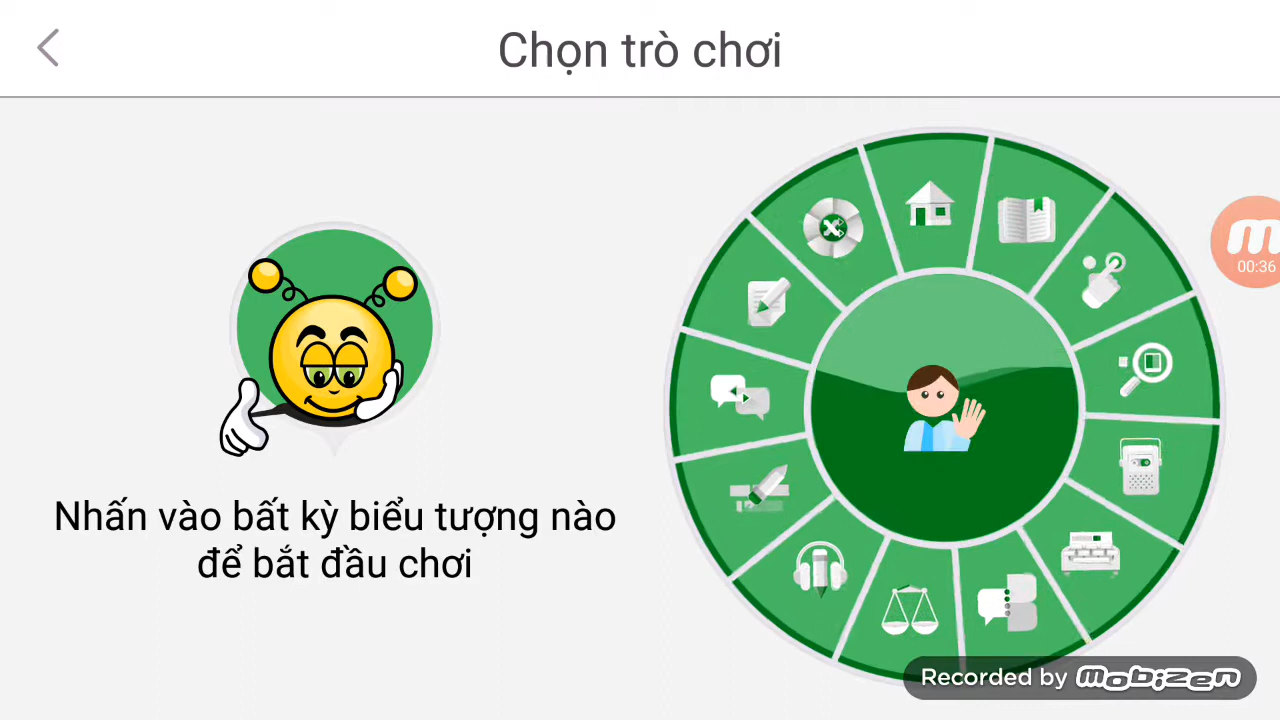 Chọn trò chơi
Nhấn vào bất kỳ biểu tượng nào
để bắt đầu chơi
00:36
Recorded by mobizen